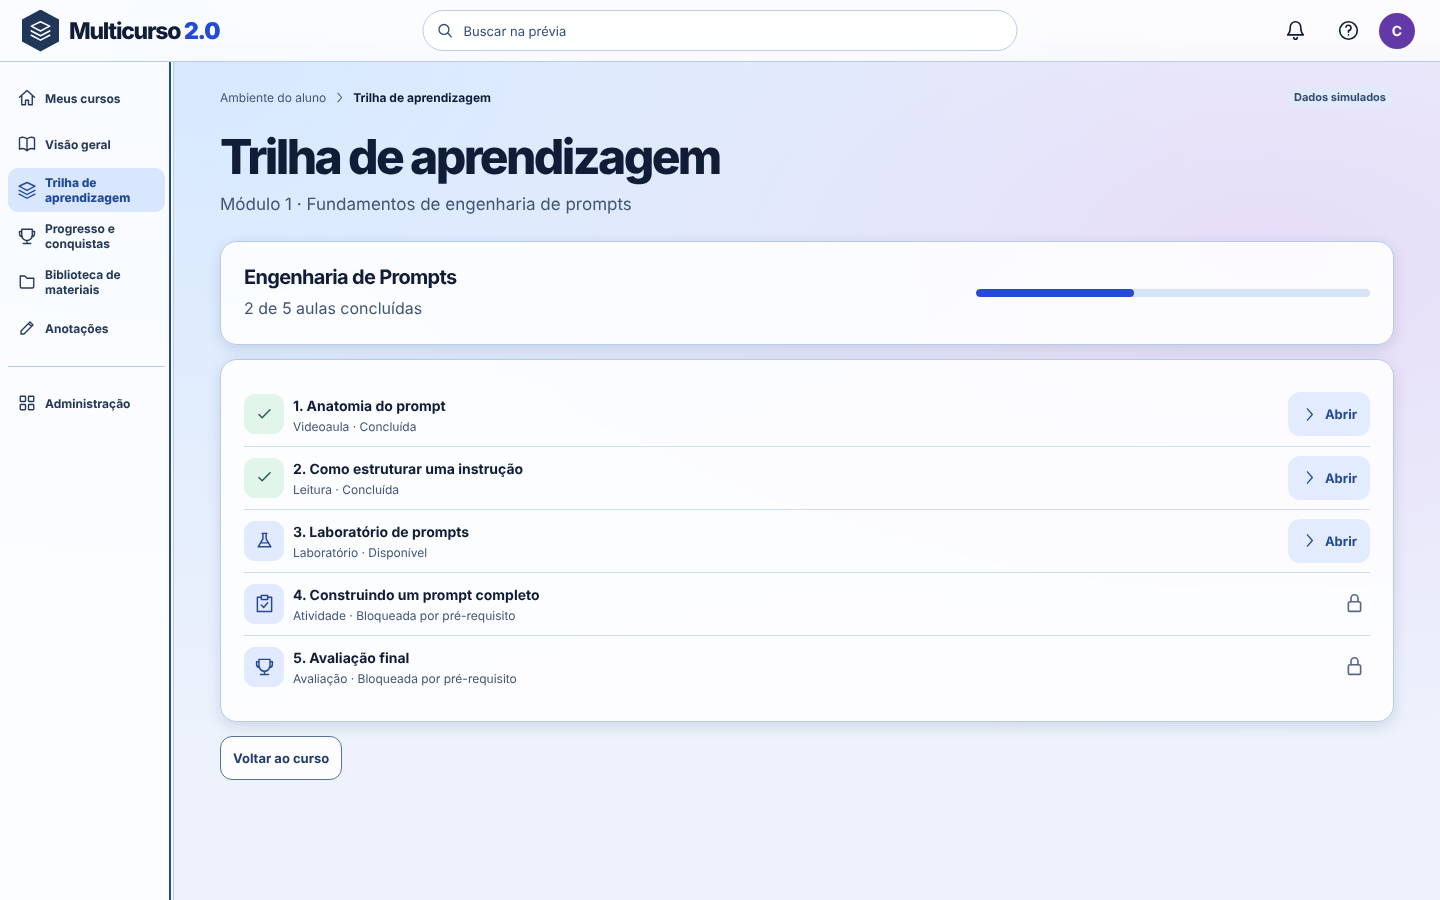 Multicurso 2.0
Buscar na prévia
C
Meus cursos
Visão geral
Trilha de
aprendizagem
Progresso e
conquistas
Biblioteca de
materiais
Anotações
Administração
Ambiente do aluno
Trilha de aprendizagem
Dados simulados
Trilha de aprendizagem
Módulo 1 · Fundamentos de engenharia de prompts
Engenharia de Prompts
2 de 5 aulas concluídas
1. Anatomia do prompt
Videoaula · Concluída
Abrir
2. Como estruturar uma instrução
Leitura · Concluída
Abrir
3. Laboratório de prompts
Laboratório · Disponível
Abrir
4. Construindo um prompt completo
Atividade · Bloqueada por pré-requisito
5. Avaliação final
Avaliação · Bloqueada por pré-requisito
Voltar ao curso